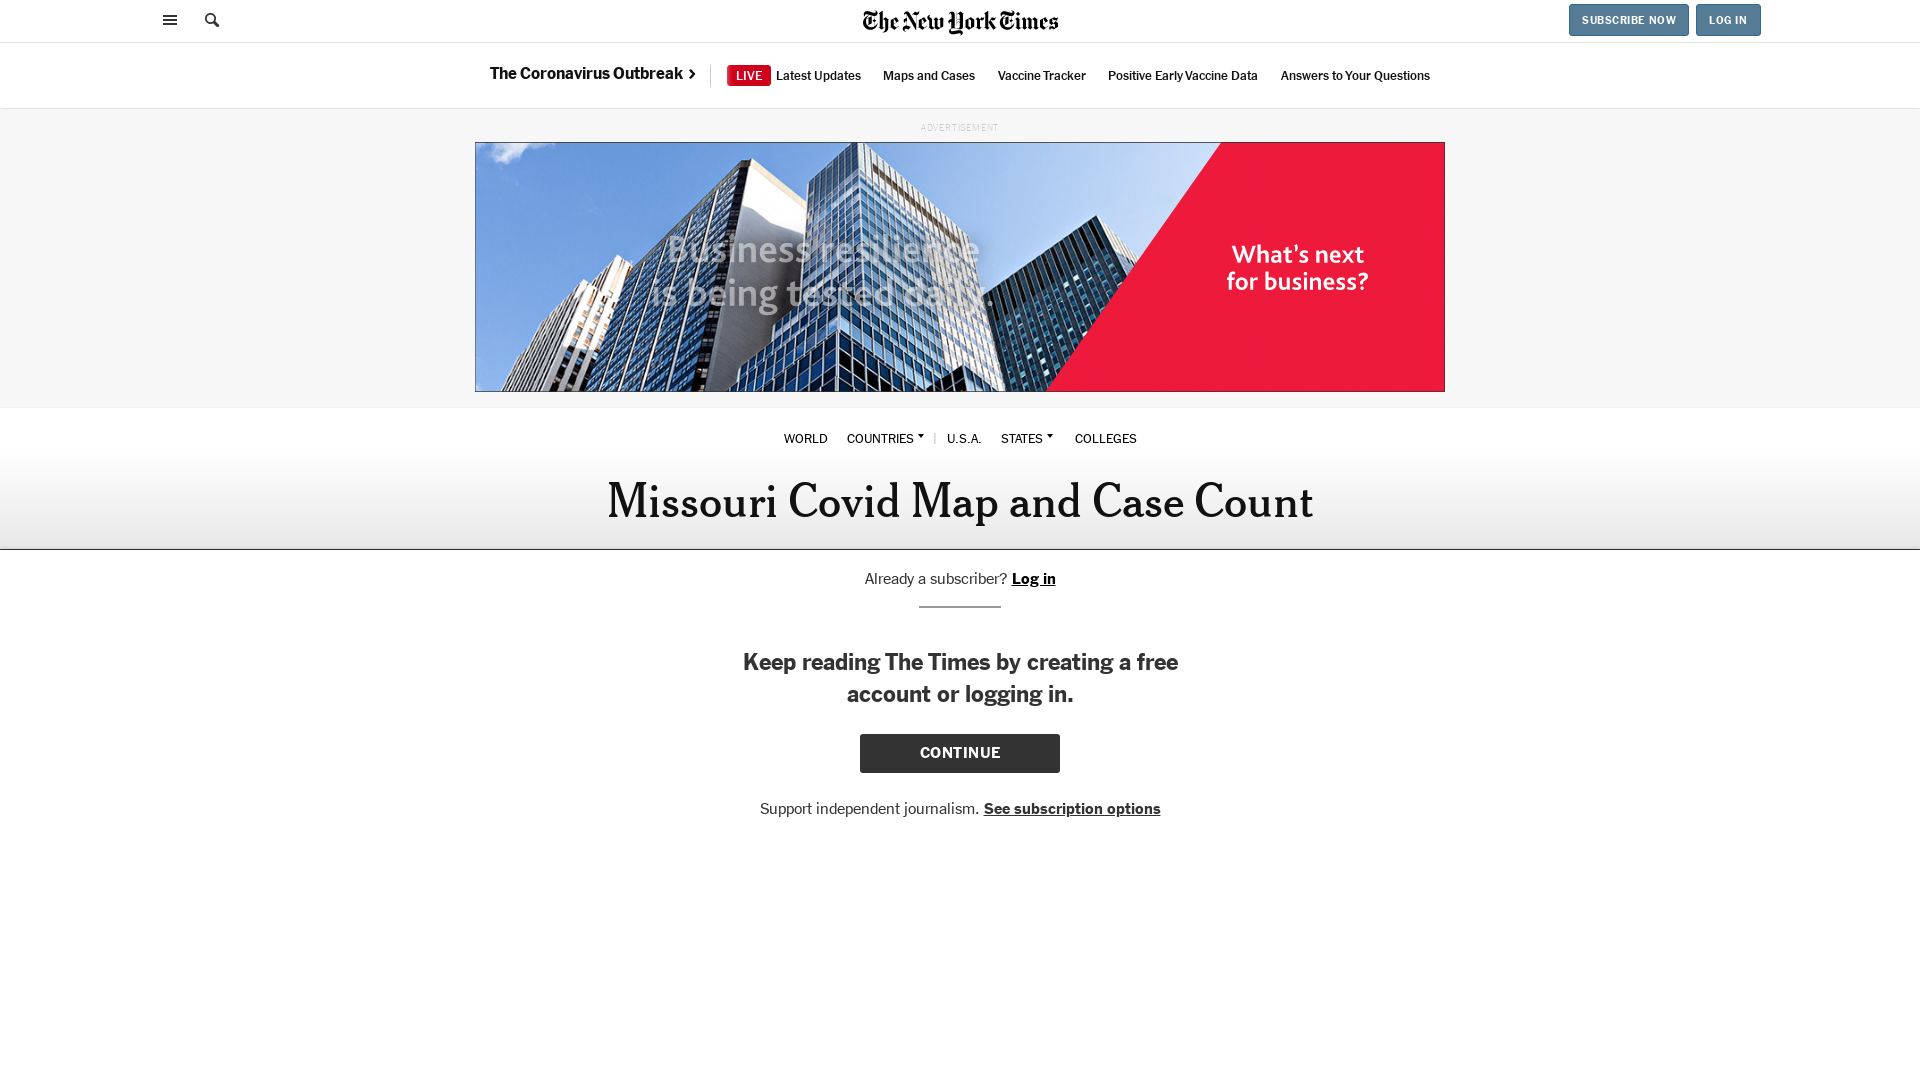 The New York Times
SUBSCRIBE NOW
LOG IN
The Coronavirus Outbreak
LIVE Latest Updates
Maps and Cases
Vaccine Tracker
Positive Early Vaccine Data
Answers to Your Questions
ADVERTISEMENT
Business resilience
is being tested daily.
What's next
for business?
WORLD
COUNTRIES
U.S.A.
STATES
COLLEGES
Missouri Covid Map and Case Count
Already a subscriber? Log in
Keep reading The Times by creating a free
account or logging in.
CONTINUE
Support independent journalism. See subscription options